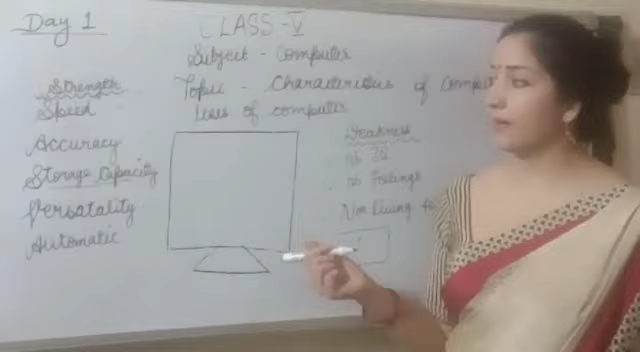 Day 1
CLASS - V
Subject - Computer
Topic - Characteristics of Comput
Uses of computer
Strength
Speed
Accuracy
Storage Capacity
Versatality
Automatic
Weakness
No IQ
No Feelings
Non living